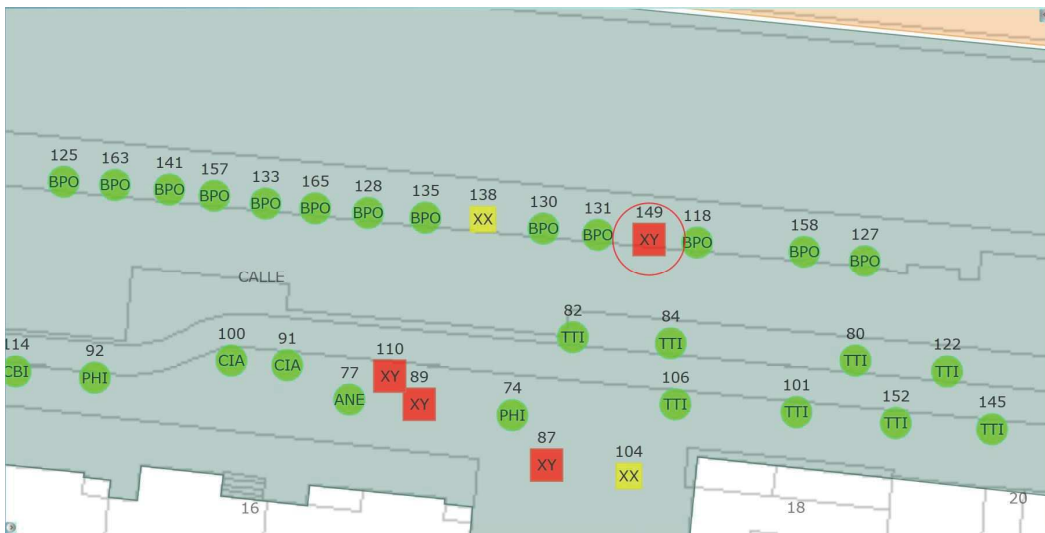 125
BPO
163
BPO
141
BPO
157
BPO
133
BPO
165
BPO
128
BPO
135
BPO
138
XX
130
BPO
131
BPO
149
XY
118
BPO
158
BPO
127
BPO
CALLE
82
TTI
84
TTI
80
TTI
122
TTI
114
CBI
92
PHI
100
CIA
91
CIA
77
ANE
110
XY
89
XY
74
PHI
106
TTI
101
TTI
152
TTI
145
TTI
87
XY
104
XX
16
18
20